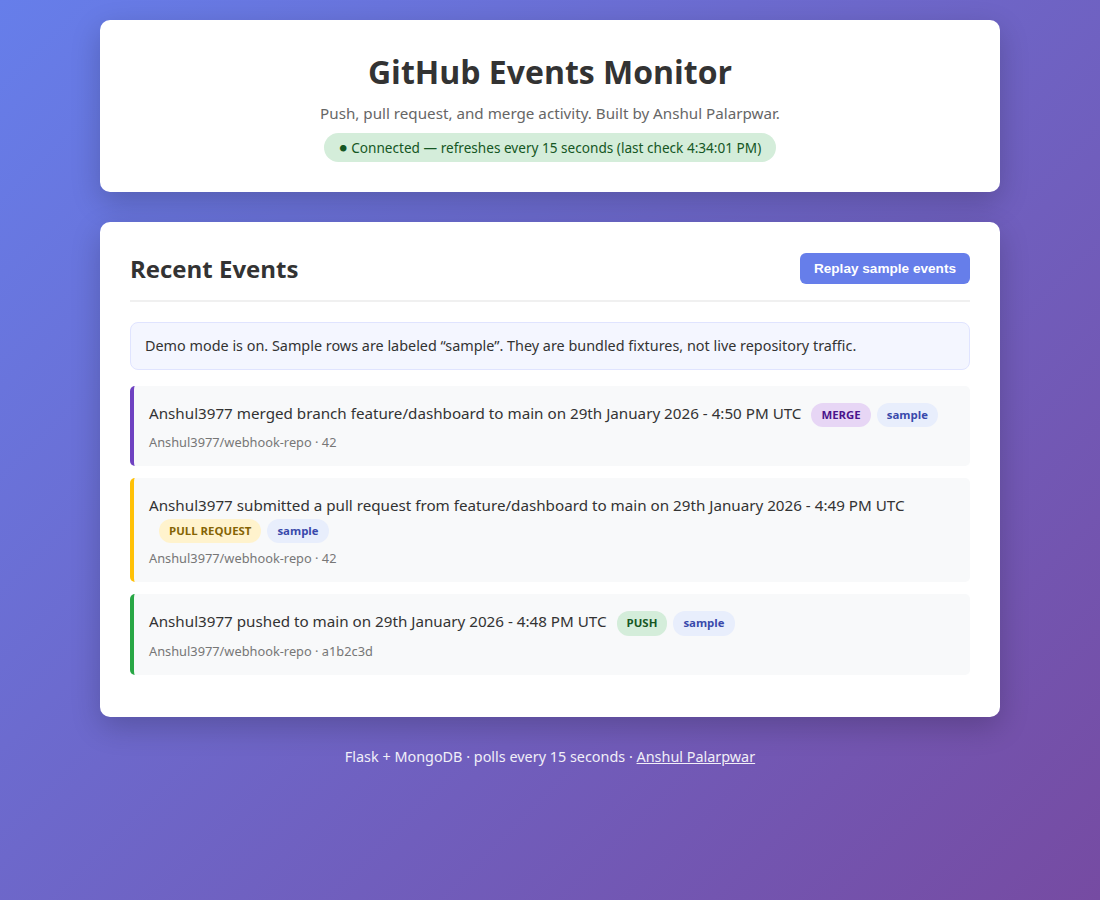 GitHub Events Monitor
Push, pull request, and merge activity. Built by Anshul Palarpwar.
● Connected — refreshes every 15 seconds (last check 4:34:01 PM)
Recent Events
Replay sample events
Demo mode is on. Sample rows are labeled “sample”. They are bundled fixtures, not live repository traffic.
Anshul3977 merged branch feature/dashboard to main on 29th January 2026 - 4:50 PM UTC MERGE sample
Anshul3977/webhook-repo · 42
Anshul3977 submitted a pull request from feature/dashboard to main on 29th January 2026 - 4:49 PM UTC
PULL REQUEST sample
Anshul3977/webhook-repo · 42
Anshul3977 pushed to main on 29th January 2026 - 4:48 PM UTC PUSH sample
Anshul3977/webhook-repo · a1b2c3d
Flask + MongoDB · polls every 15 seconds · Anshul Palarpwar